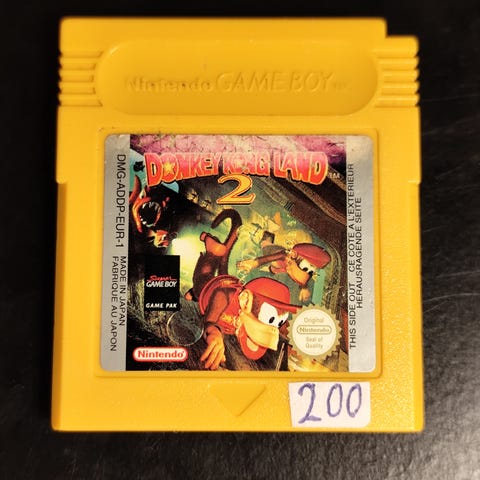 Nintendo GAME BOY TM
DONKEY KONG LAND
2
DMG-ADDP-EUR-1
MADE IN JAPAN
FABRIQUE AU JAPON
Super
GAME BOY
GAME PAK
Nintendo
Original
Nintendo
Seal of
Quality
THIS SIDE OUT CE COTE A L'EXTERIEUR
HERAUSRAGENDE SEITE
200